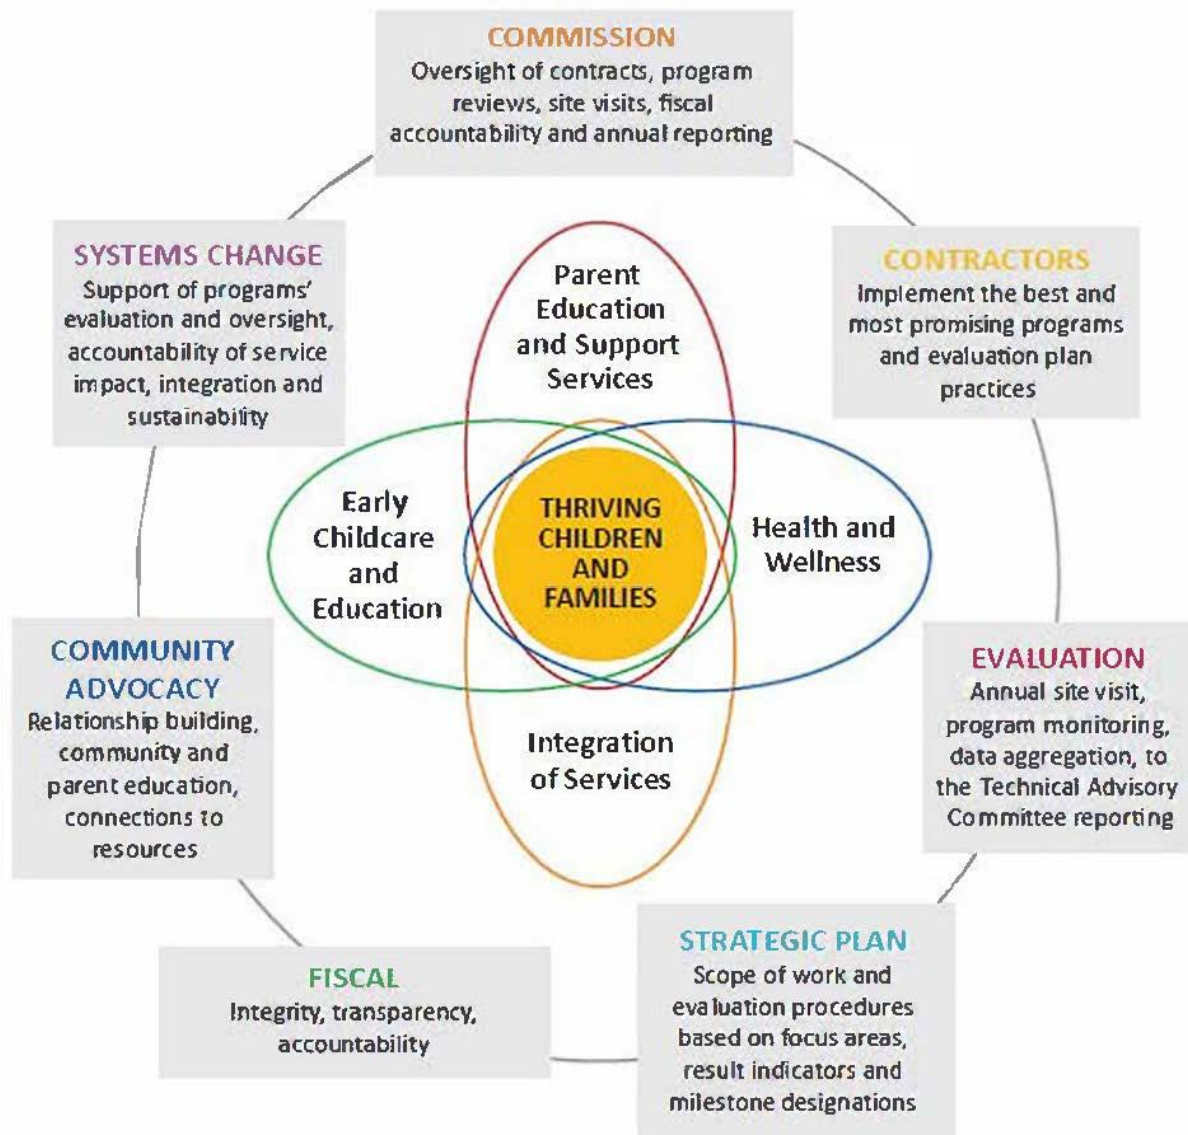 COMMISSION
Oversight of contracts, program
reviews, site visits, fiscal
accountability and annual reporting
SYSTEMS CHANGE
Support of programs'
evaluation and oversight,
accountability of service
impact, integration and
sustainability
CONTRACTORS
Implement the best and
most promising programs
and evaluation plan
practices
Parent
Education
and Support
Services
Early
Childcare
and
Education
THRIVING
CHILDREN
AND
FAMILIES
Health and
Wellness
Integration
of Services
COMMUNITY
ADVOCACY
Relationship building,
community and
parent education,
connections to
resources
EVALUATION
Annual site visit,
program monitoring,
data aggregation, to
the Technical Advisory
Committee reporting
FISCAL
Integrity, transparency,
accountability
STRATEGIC PLAN
Scope of work and
evaluation procedures
based on focus areas,
result indicators and
milestone designations